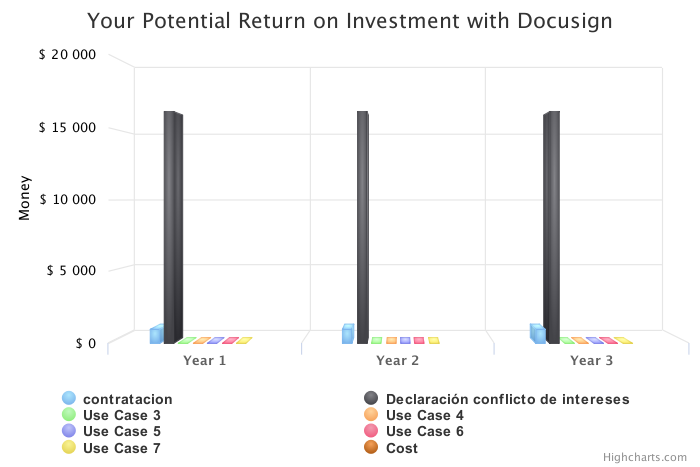 Your Potential Return on Investment with Docusign
$ 20 000
$ 15 000
$ 10 000
$ 5 000
$ 0
Money
Year 1
Year 2
Year 3
contratacion
Declaración conflicto de intereses
Use Case 3
Use Case 4
Use Case 5
Use Case 6
Use Case 7
Cost
Highcharts.com